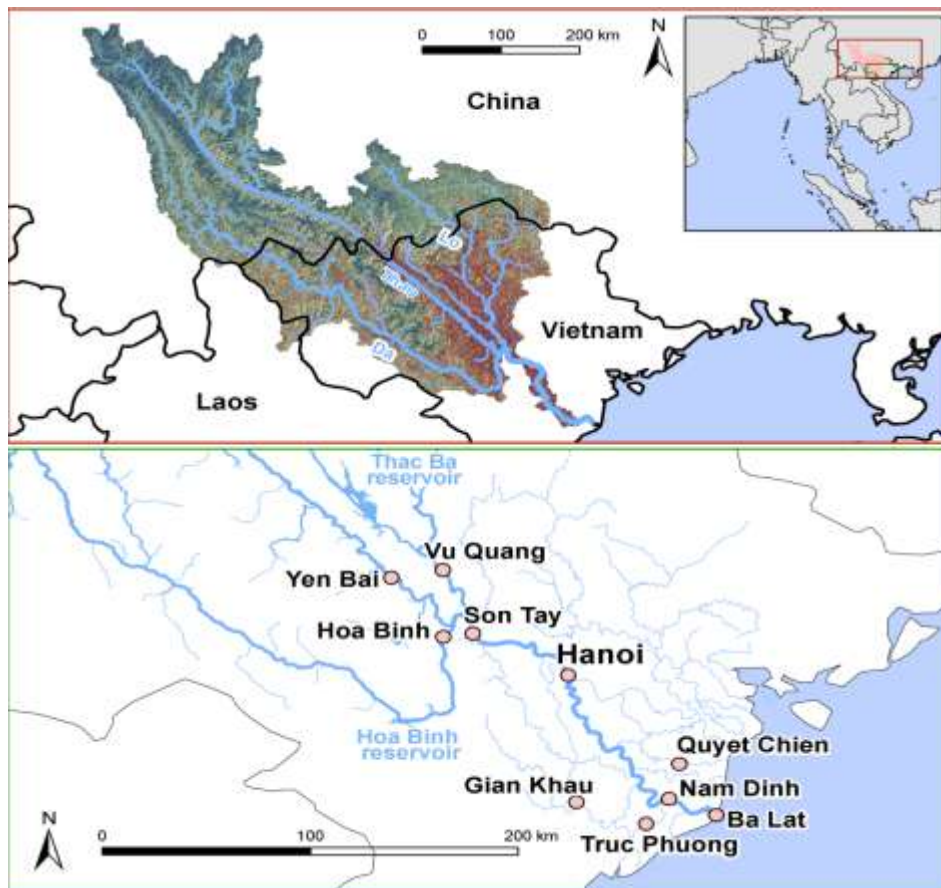 N
0 100 200 km
China
Lo
Thao
Vietnam
Da
Laos
Thac Ba
reservoir
Vu Quang
Yen Bai
Son Tay
Hoa Binh
Hanoi
Hoa Binh
reservoir
Quyet Chien
Gian Khau
Nam Dinh
N
Ba Lat
0 100 200 km
Truc Phuong